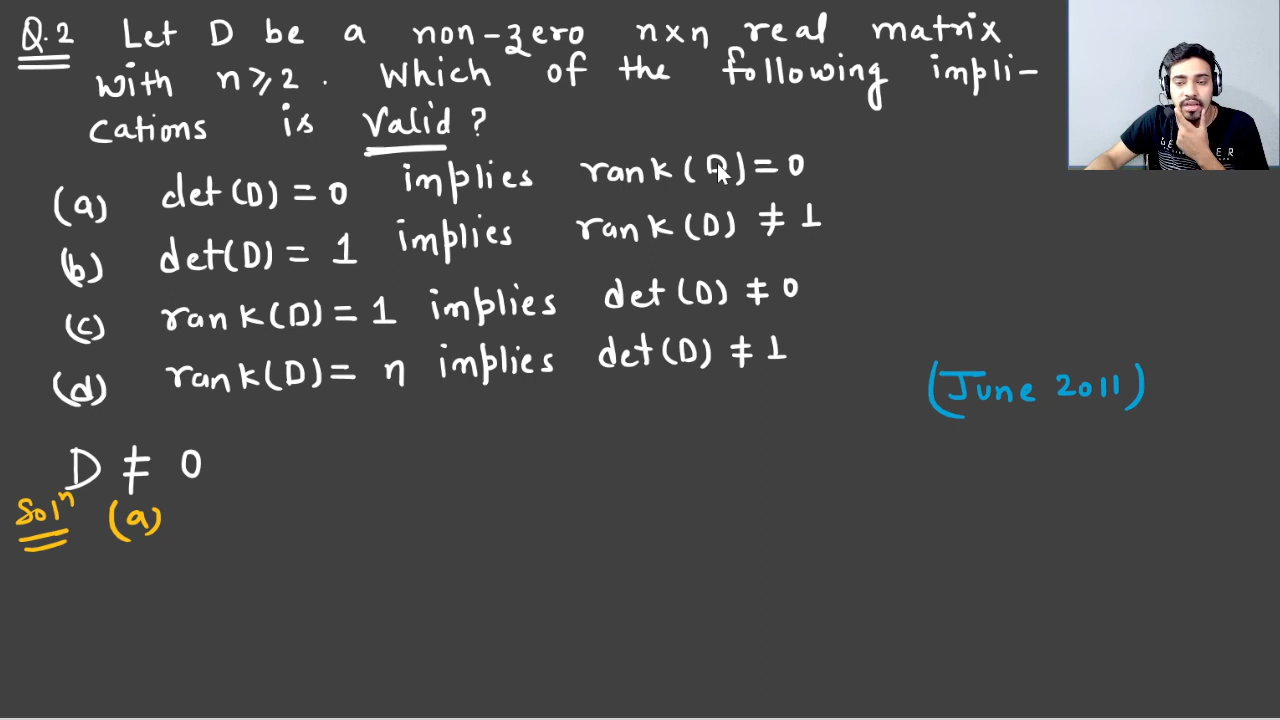 Q.2 Let D be a non-zero n×n real matrix
with n⩾2. Which of the following impli-
cations is Valid?
(a) det(D) = 0 implies rank(D) = 0
(b) det(D) = 1 implies rank(D) ≠ 1
(c) rank(D) = 1 implies det(D) ≠ 0
(d) rank(D) = n implies det(D) ≠ 1
(June 2011)
D ≠ 0
Solⁿ (a)